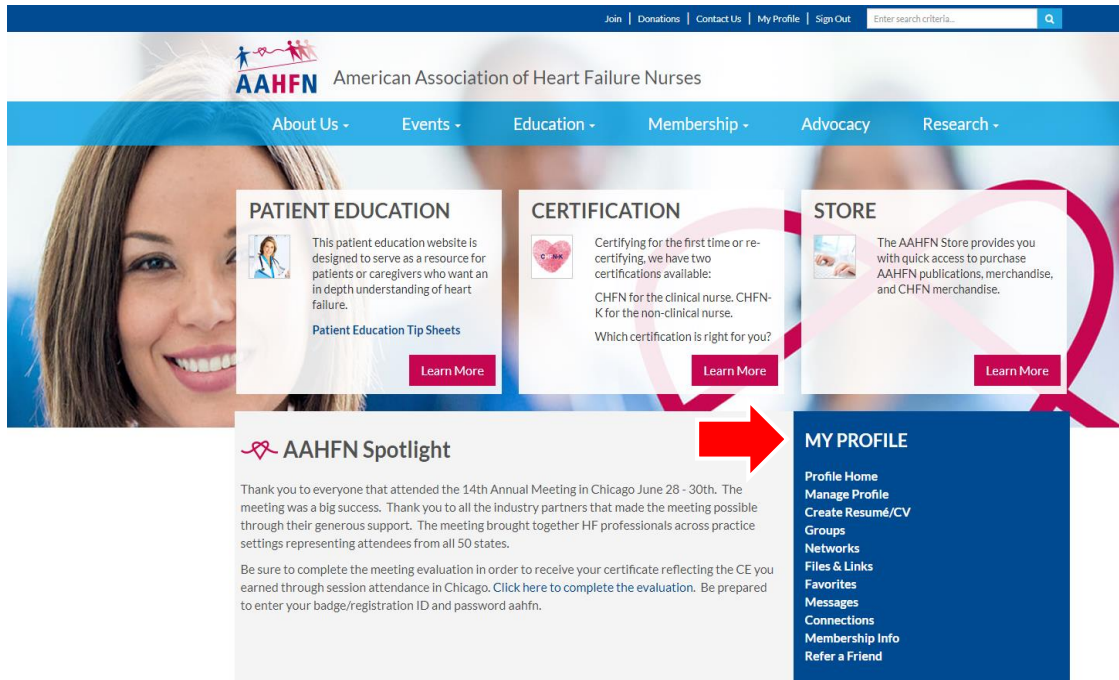 Join | Donations | Contact Us | My Profile | Sign Out Enter search criteria...
AAHFN American Association of Heart Failure Nurses
About Us Events Education Membership Advocacy Research
PATIENT EDUCATION
This patient education website is
designed to serve as a resource for
patients or caregivers who want an
in depth understanding of heart
failure.
Patient Education Tip Sheets
Learn More
CERTIFICATION
Certifying for the first time or re-
certifying, we have two
certifications available:
CHFN for the clinical nurse. CHFN-
K for the non-clinical nurse.
Which certification is right for you?
Learn More
STORE
The AAHFN Store provides you
with quick access to purchase
AAHFN publications, merchandise,
and CHFN merchandise.
Learn More
AAHFN Spotlight
Thank you to everyone that attended the 14th Annual Meeting in Chicago June 28 - 30th. The
meeting was a big success. Thank you to all the industry partners that made the meeting possible
through their generous support. The meeting brought together HF professionals across practice
settings representing attendees from all 50 states.
Be sure to complete the meeting evaluation in order to receive your certificate reflecting the CE you
earned through session attendance in Chicago. Click here to complete the evaluation. Be prepared
to enter your badge/registration ID and password aahfn.
MY PROFILE
Profile Home
Manage Profile
Create Resumé/CV
Groups
Networks
Files & Links
Favorites
Messages
Connections
Membership Info
Refer a Friend